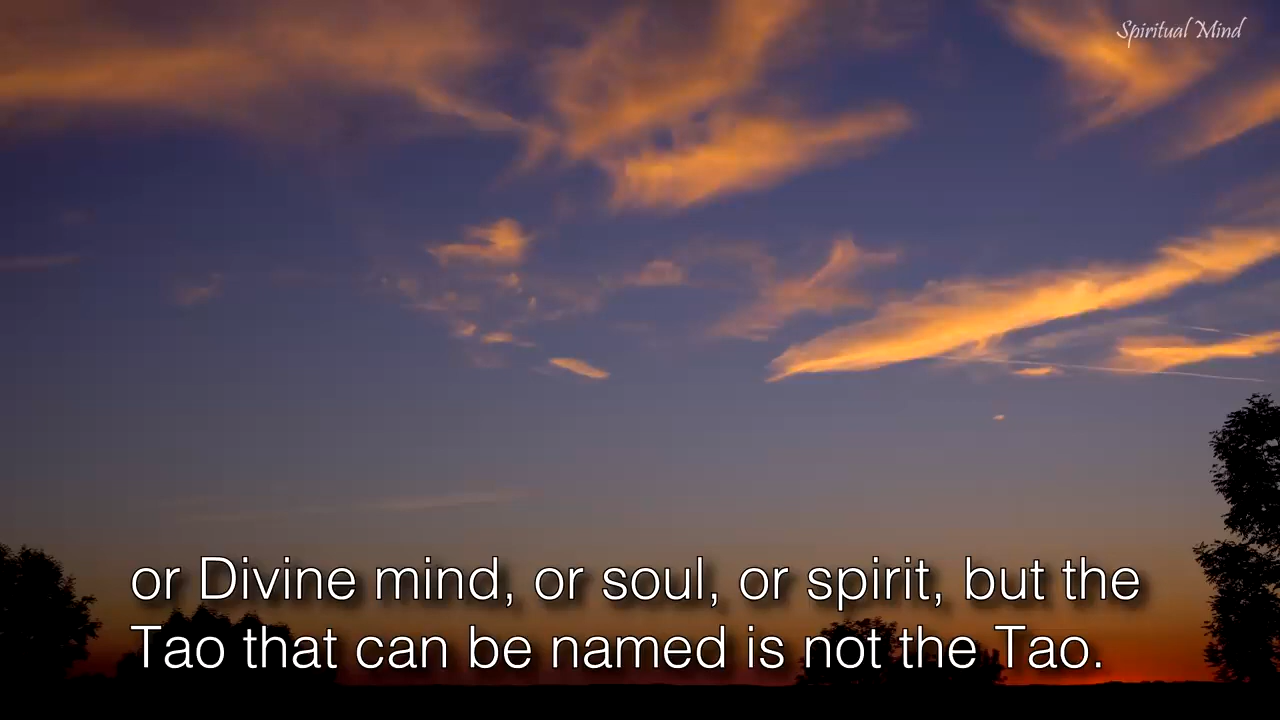 Spiritual Mind
or Divine mind, or soul, or spirit, but the
Tao that can be named is not the Tao.